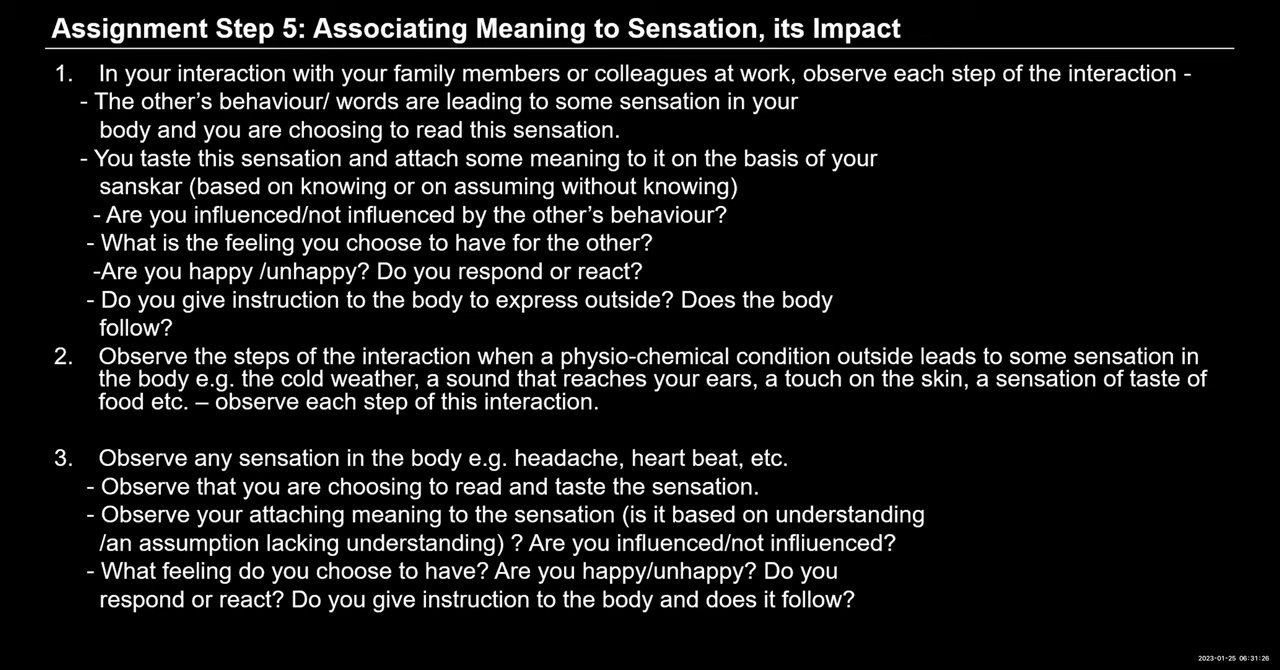 Assignment Step 5: Associating Meaning to Sensation, its Impact
1. In your interaction with your family members or colleagues at work, observe each step of the interaction -
- The other's behaviour/ words are leading to some sensation in your
body and you are choosing to read this sensation.
- You taste this sensation and attach some meaning to it on the basis of your
sanskar (based on knowing or on assuming without knowing)
- Are you influenced/not influenced by the other's behaviour?
- What is the feeling you choose to have for the other?
-Are you happy /unhappy? Do you respond or react?
- Do you give instruction to the body to express outside? Does the body
follow?
2. Observe the steps of the interaction when a physio-chemical condition outside leads to some sensation in
the body e.g. the cold weather, a sound that reaches your ears, a touch on the skin, a sensation of taste of
food etc. – observe each step of this interaction.
3. Observe any sensation in the body e.g. headache, heart beat, etc.
- Observe that you are choosing to read and taste the sensation.
- Observe your attaching meaning to the sensation (is it based on understanding
/an assumption lacking understanding) ? Are you influenced/not infliuenced?
- What feeling do you choose to have? Are you happy/unhappy? Do you
respond or react? Do you give instruction to the body and does it follow?
2023-01-25 06:31:26